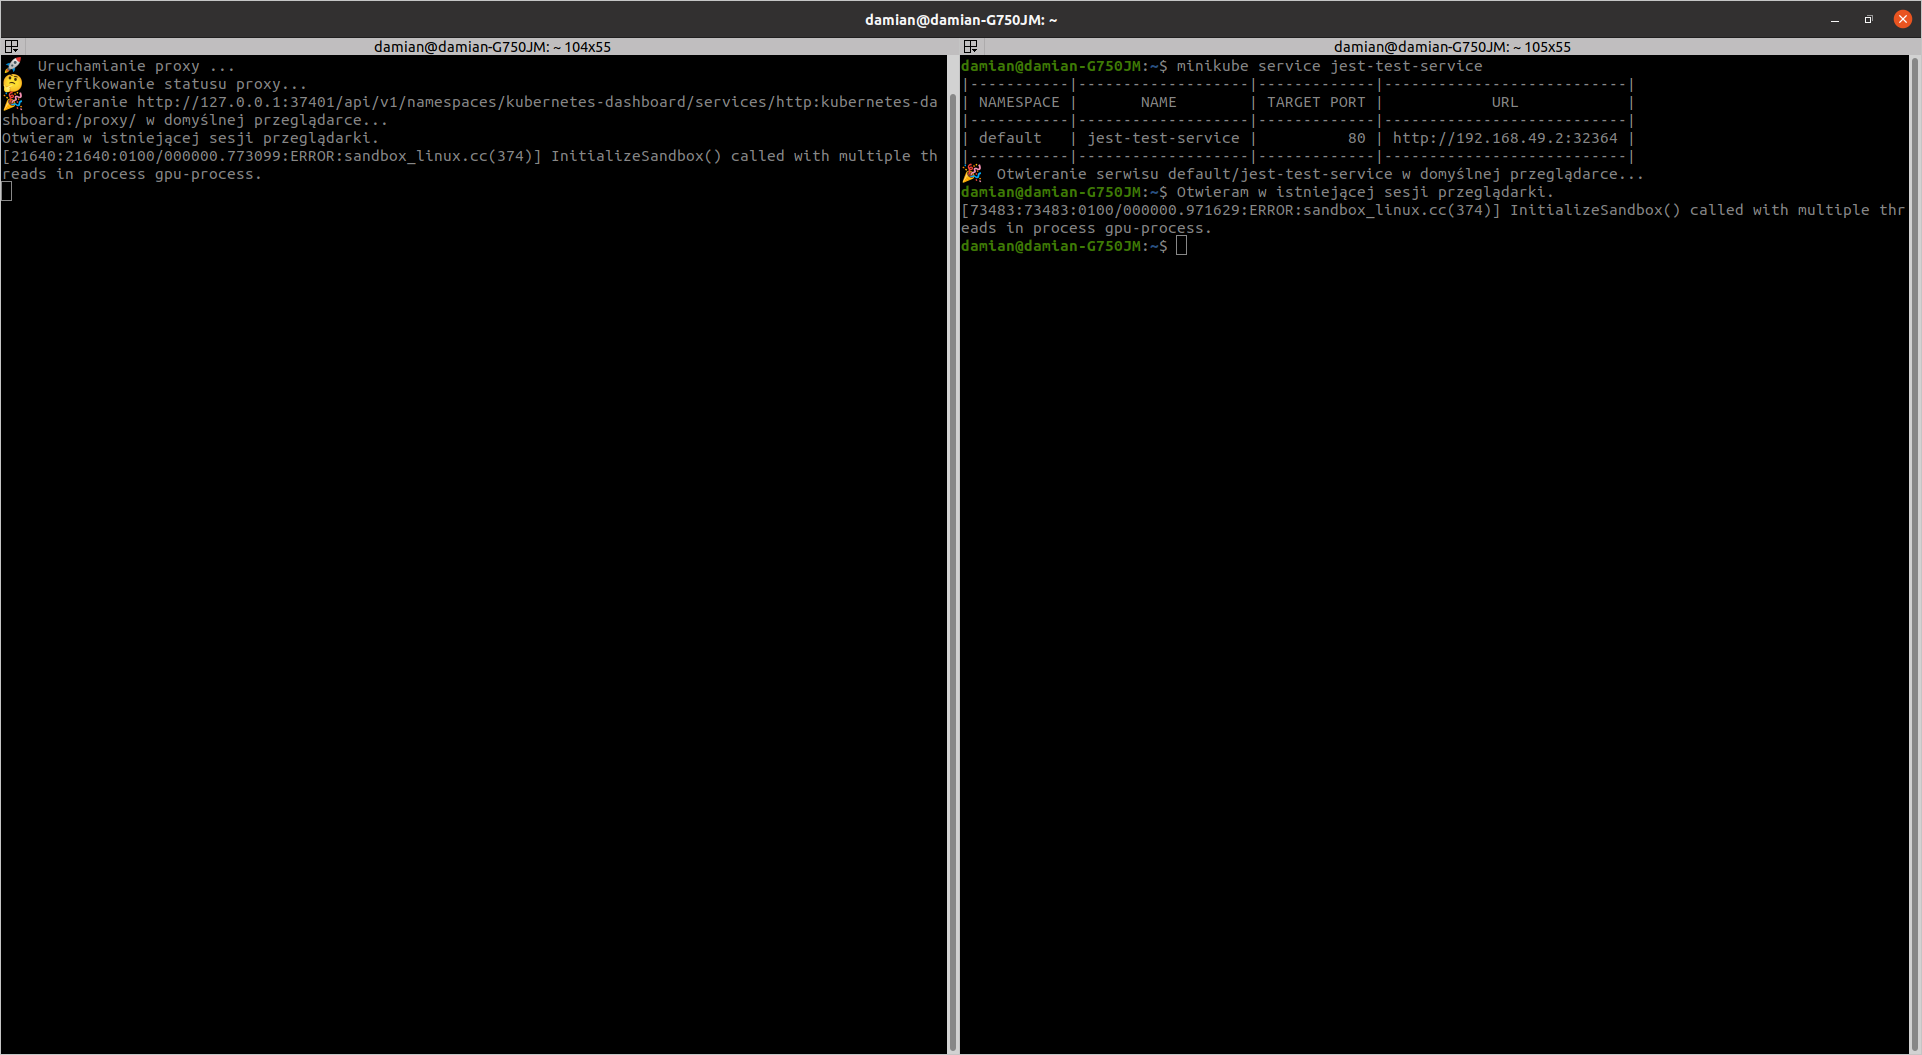 damian@damian-G750JM: ~
damian@damian-G750JM: ~ 104x55
🚀  Uruchamianie proxy ...
🤔  Weryfikowanie statusu proxy...
🎉  Otwieranie http://127.0.0.1:37401/api/v1/namespaces/kubernetes-dashboard/services/http:kubernetes-da
shboard:/proxy/ w domyślnej przeglądarce...
Otwieram w istniejącej sesji przeglądarki.
[21640:21640:0100/000000.773099:ERROR:sandbox_linux.cc(374)] InitializeSandbox() called with multiple th
reads in process gpu-process.
damian@damian-G750JM: ~ 105x55
damian@damian-G750JM:~$ minikube service jest-test-service
|-----------|-------------------|-------------|---------------------------|
| NAMESPACE |       NAME        | TARGET PORT |            URL            |
|-----------|-------------------|-------------|---------------------------|
| default   | jest-test-service |          80 | http://192.168.49.2:32364 |
|-----------|-------------------|-------------|---------------------------|
🎉  Otwieranie serwisu default/jest-test-service w domyślnej przeglądarce...
damian@damian-G750JM:~$ Otwieram w istniejącej sesji przeglądarki.
[73483:73483:0100/000000.971629:ERROR:sandbox_linux.cc(374)] InitializeSandbox() called with multiple thr
eads in process gpu-process.
damian@damian-G750JM:~$